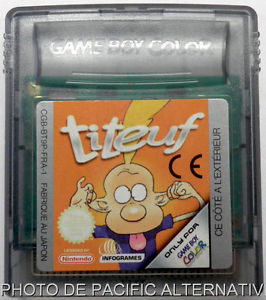 GAME BOY COLOR
titeuf
CGB-BT9P-FRA-1 FABRIQUE AU JAPON
CE
CE CÔTÉ À L'EXTÉRIEUR
LICENSED BY
Nintendo
INFOGRAMES
ONLY FOR
GAME BOY
COLOR
PHOTO DE PACIFIC ALTERNATIV